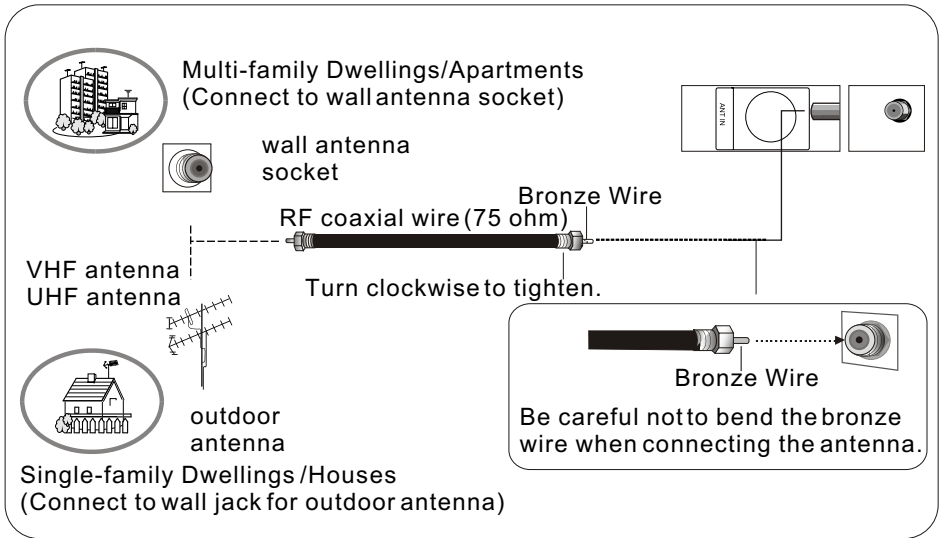 Multi-family Dwellings/Apartments
(Connect to wall antenna socket)
ANT IN
wall antenna
socket
Bronze Wire
RF coaxial wire (75 ohm)
VHF antenna
UHF antenna
Turn clockwise to tighten.
Bronze Wire
outdoor
antenna
Be careful not to bend the bronze
wire when connecting the antenna.
Single-family Dwellings /Houses
(Connect to wall jack for outdoor antenna)